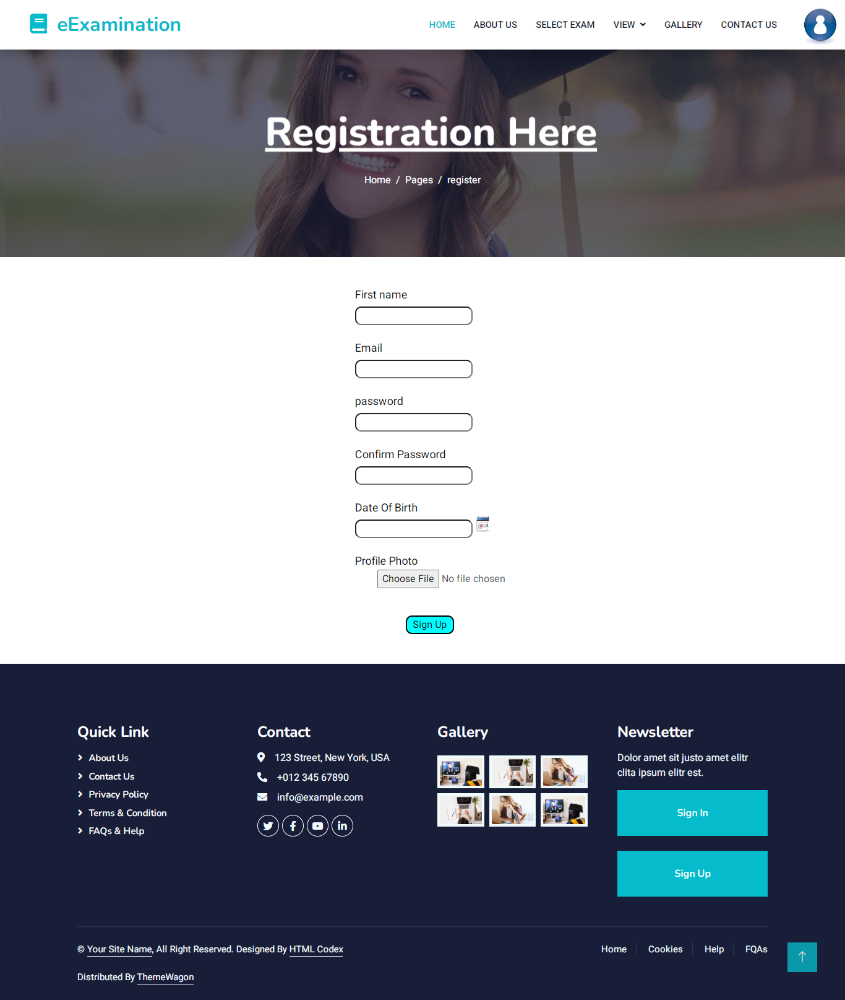 eExamination
HOME ABOUT US SELECT EXAM VIEW GALLERY CONTACT US
Registration Here
Home / Pages / register
First name
Email
password
Confirm Password
Date Of Birth
Profile Photo
Choose File No file chosen
Sign Up
Quick Link
About Us
Contact Us
Privacy Policy
Terms & Condition
FAQs & Help
Contact
123 Street, New York, USA
+012 345 67890
info@example.com
Gallery
Newsletter
Dolor amet sit justo amet elitr
clita ipsum elitr est.
Sign In
Sign Up
© Your Site Name, All Right Reserved. Designed By HTML Codex
Distributed By ThemeWagon
Home Cookies Help FQAs